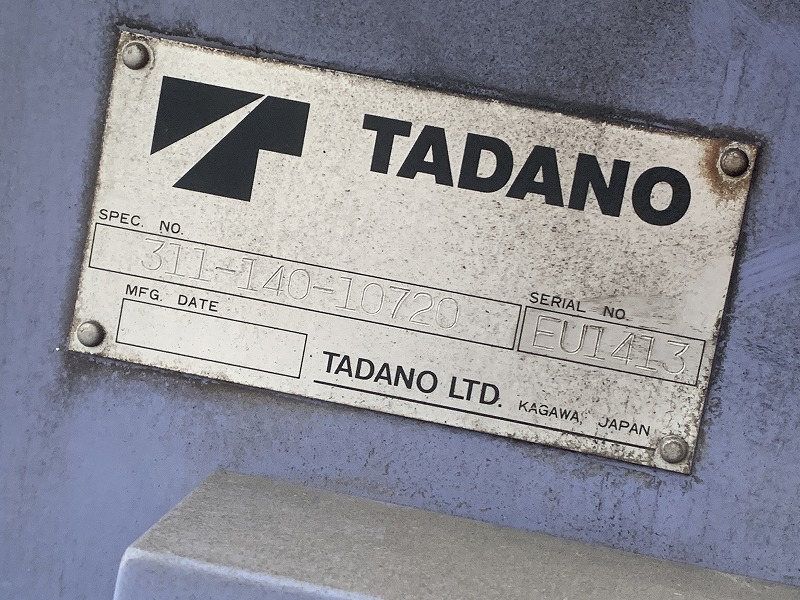 TADANO
SPEC. NO.
311-140-10720
SERIAL NO
EU1413
MFG. DATE
TADANO LTD.
KAGAWA, JAPAN